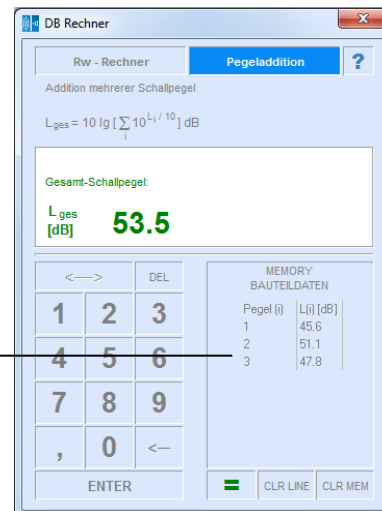 DB Rechner
Rw - Rechner Pegeladdition ?
Addition mehrerer Schallpegel
L ges = 10 lg [ ∑ i 10 L i / 10 ] dB
Gesamt-Schallpegel:
L ges [dB] 53.5
<---> DEL
1 2 3
4 5 6
7 8 9
, 0 <---
ENTER
MEMORY
BAUTEILDATEN
Pegel (i) L(i) [dB]
1 45.6
2 51.1
3 47.8
= CLR LINE CLR MEM